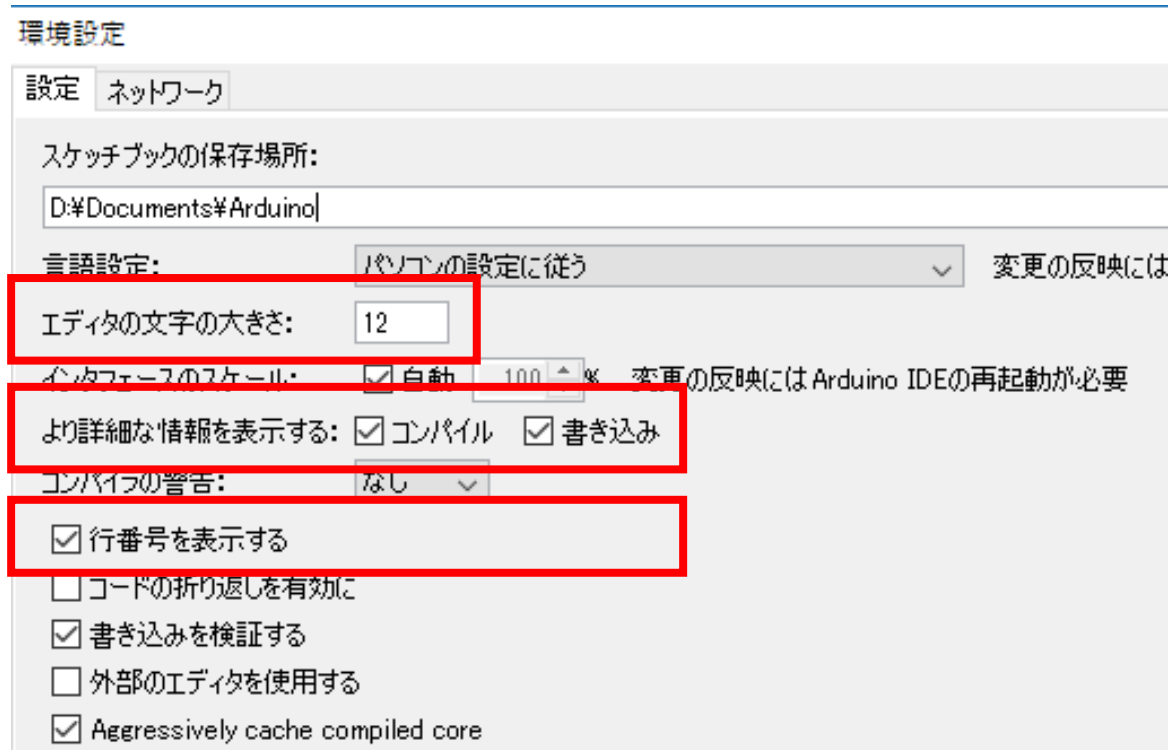 環境設定
設定 ネットワーク
スケッチブックの保存場所:
D:¥Documents¥Arduino
言語設定: パソコンの設定に従う 変更の反映には
エディタの文字の大きさ: 12
インタフェースのスケール: 自動 100 % 変更の反映にはArduino IDEの再起動が必要
より詳細な情報を表示する: コンパイル 書き込み
コンパイラの警告: なし
行番号を表示する
コードの折り返しを有効に
書き込みを検証する
外部のエディタを使用する
Aggressively cache compiled core